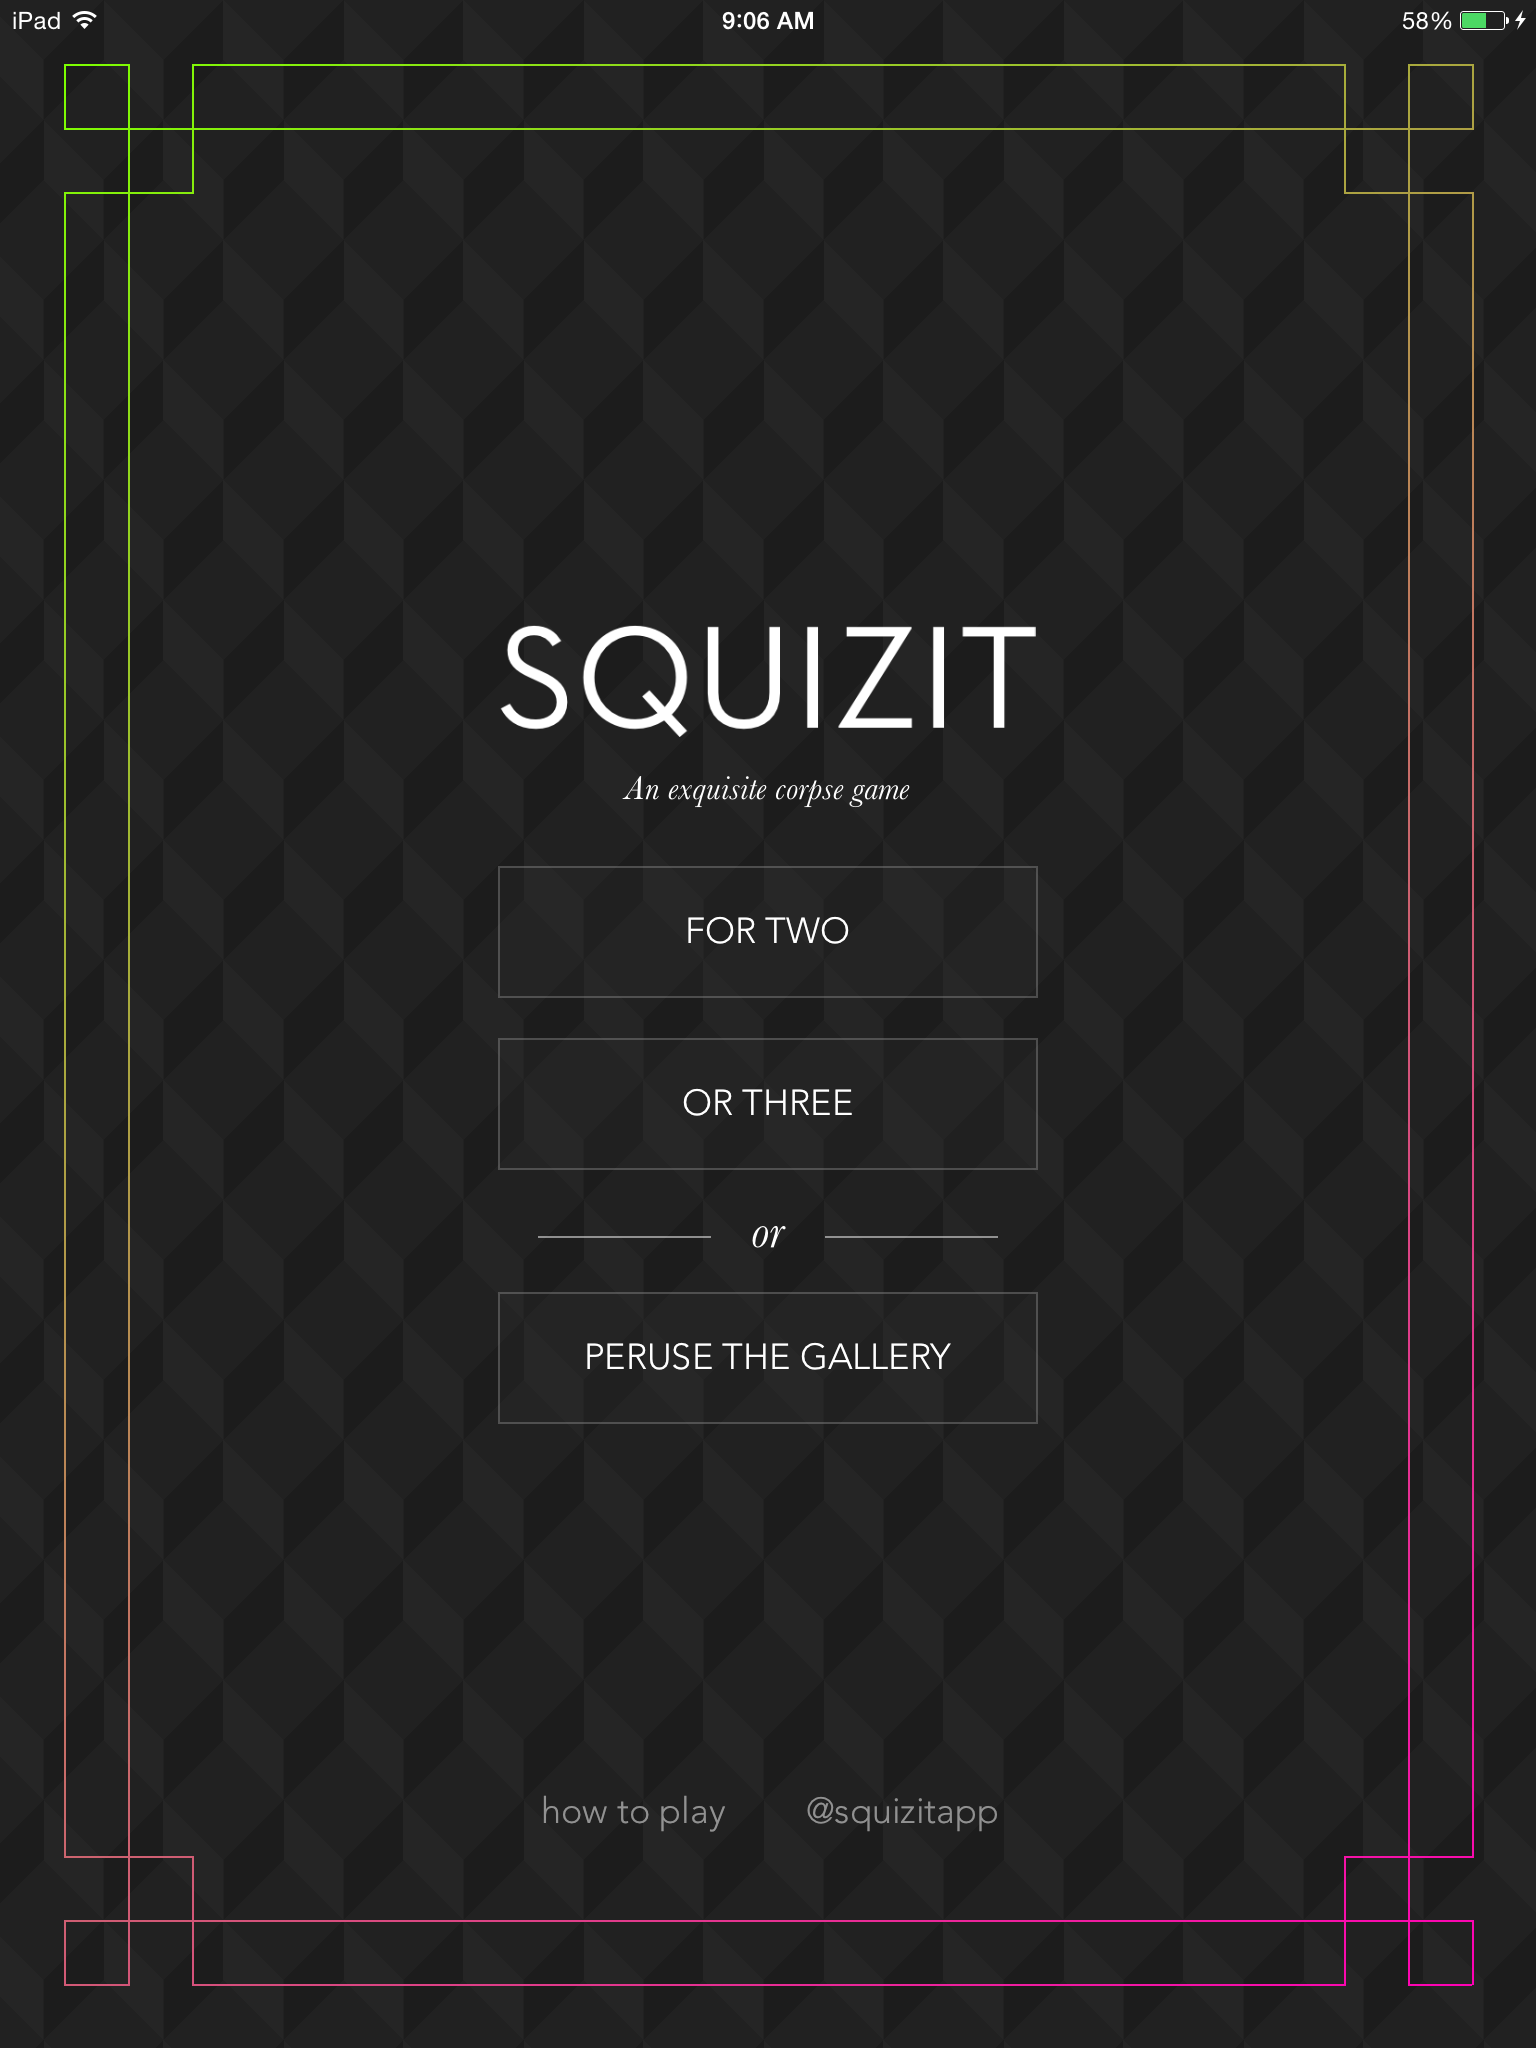 iPad 9:06 AM 58%
SQUIZIT
An exquisite corpse game
FOR TWO
OR THREE
or
PERUSE THE GALLERY
how to play @squizitapp